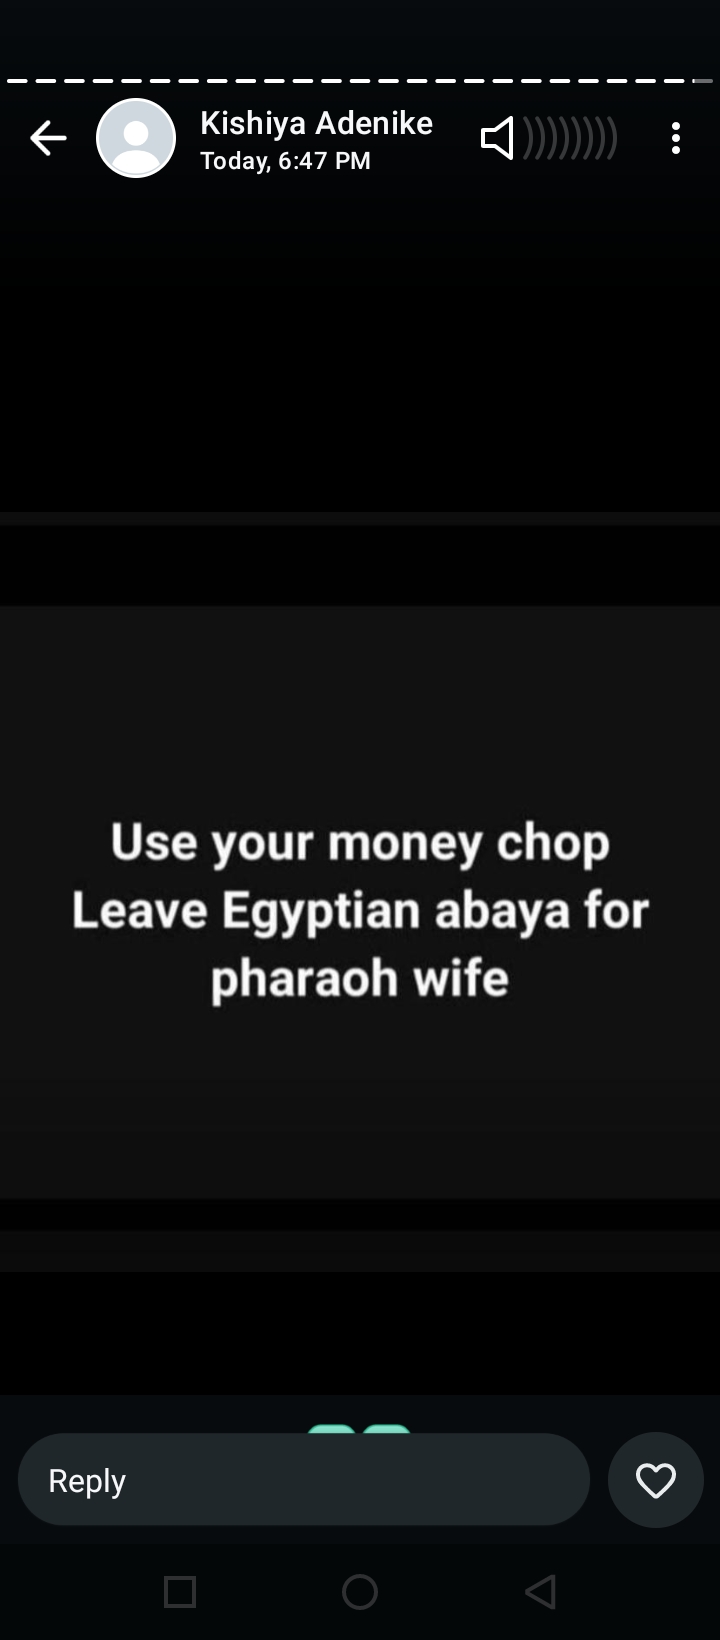 Kishiya Adenike
Today, 6:47 PM
Use your money chop
Leave Egyptian abaya for
pharaoh wife
Reply